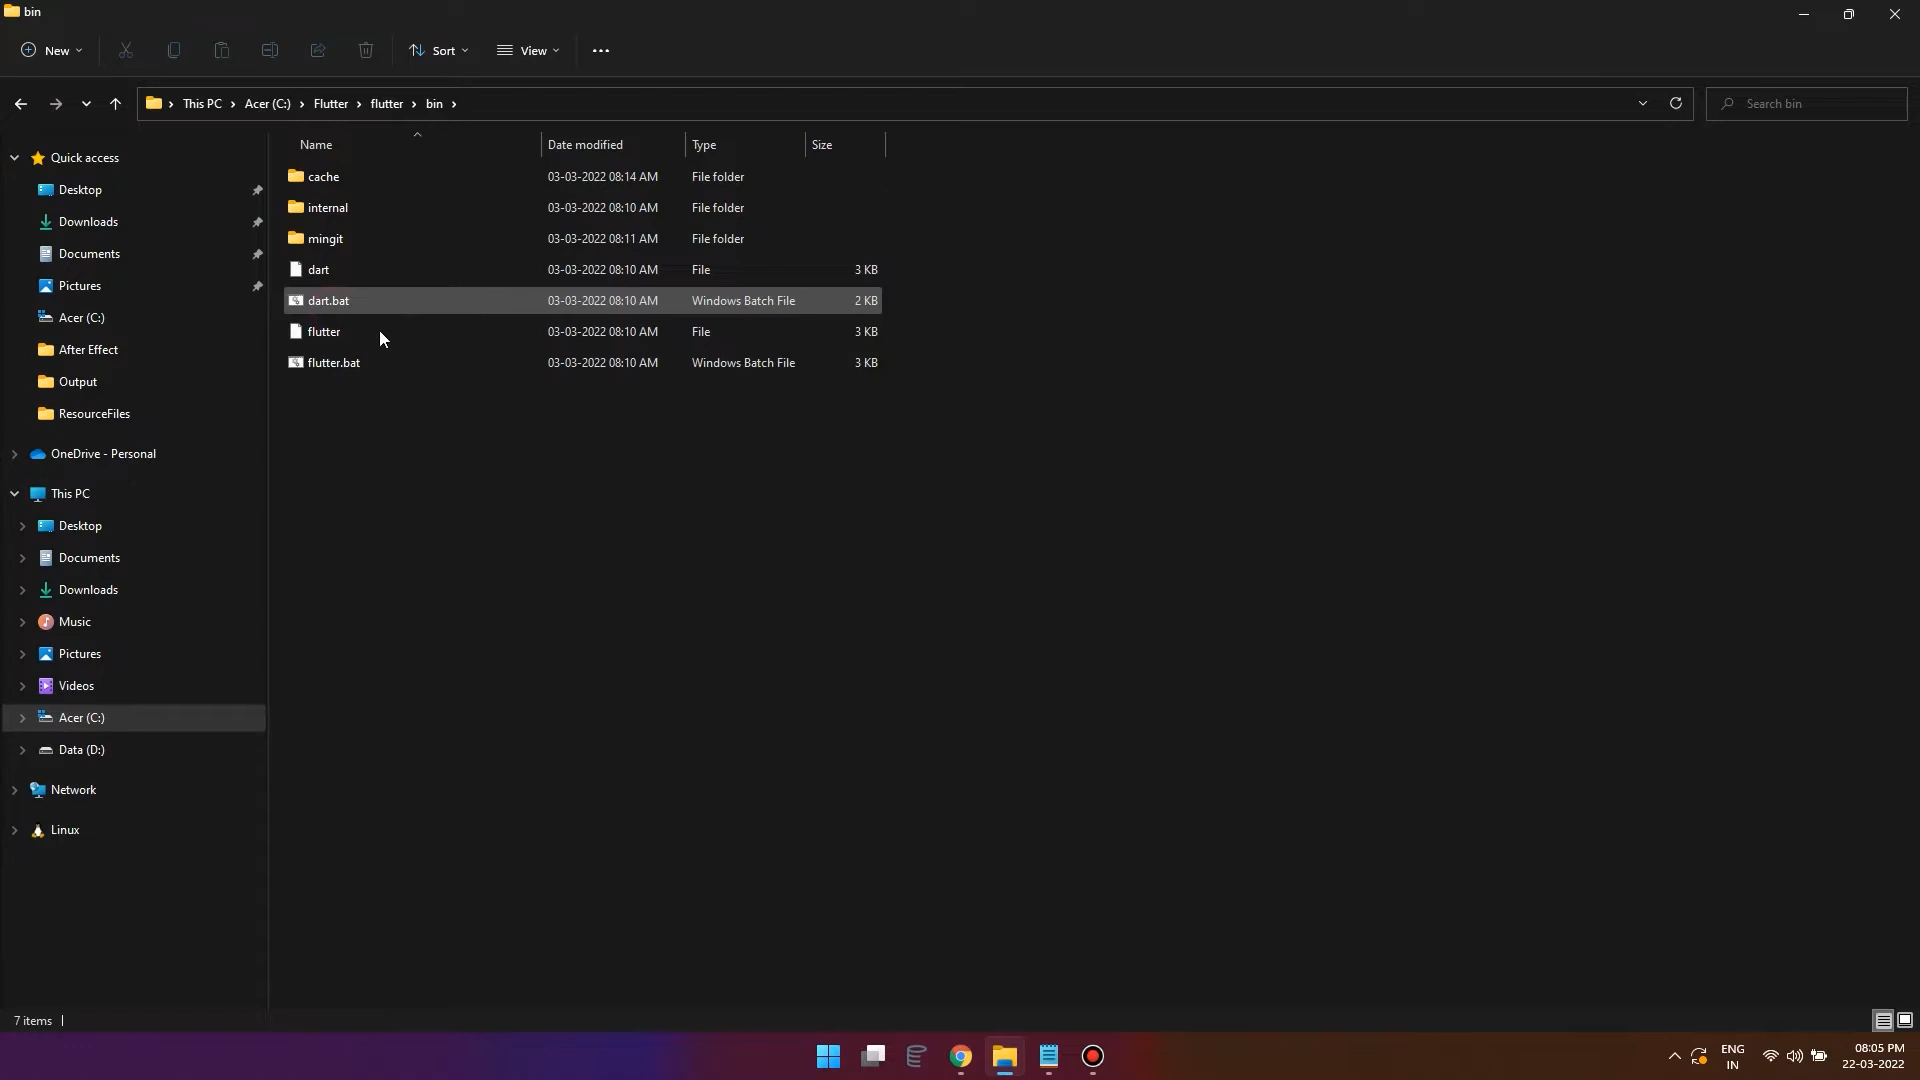 bin
New
Sort
View
This PC > Acer (C:) > Flutter > flutter > bin >
Search bin
Name Date modified Type Size
cache 03-03-2022 08:14 AM File folder
internal 03-03-2022 08:10 AM File folder
mingit 03-03-2022 08:11 AM File folder
dart 03-03-2022 08:10 AM File 3 KB
dart.bat 03-03-2022 08:10 AM Windows Batch File 2 KB
flutter 03-03-2022 08:10 AM File 3 KB
flutter.bat 03-03-2022 08:10 AM Windows Batch File 3 KB
Quick access
Desktop
Downloads
Documents
Pictures
Acer (C:)
After Effect
Output
ResourceFiles
OneDrive - Personal
This PC
Desktop
Documents
Downloads
Music
Pictures
Videos
Acer (C:)
Data (D:)
Network
Linux
7 items
ENG
IN
08:05 PM
22-03-2022